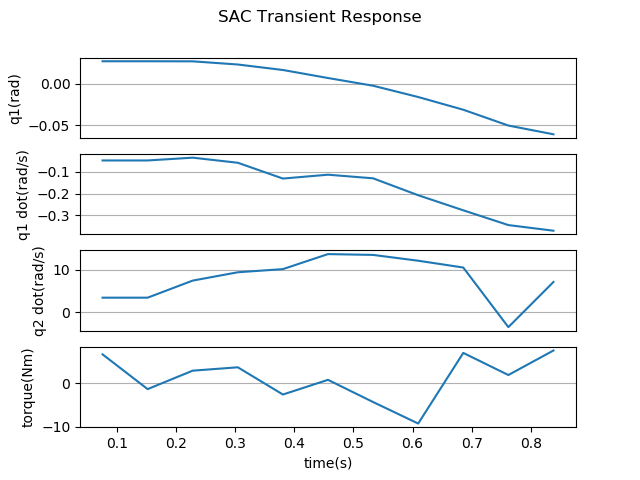 SAC Transient Response
q1(rad)
0.00
−0.05
q1 dot(rad/s)
−0.1
−0.2
−0.3
q2 dot(rad/s)
10
0
torque(Nm)
0
−10
0.1 0.2 0.3 0.4 0.5 0.6 0.7 0.8
time(s)